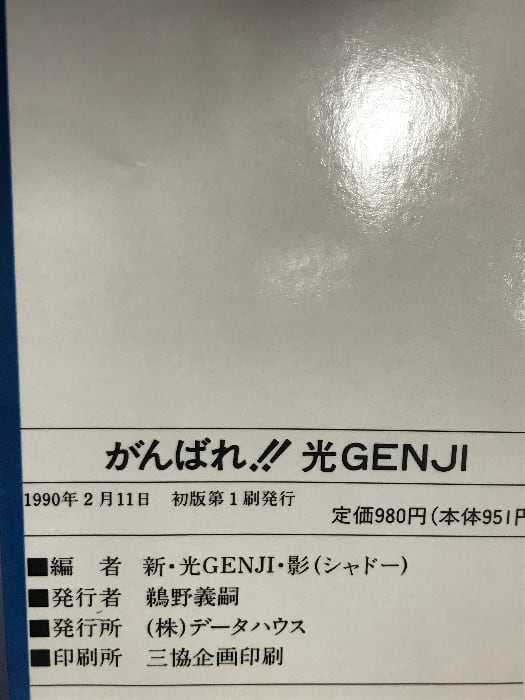 がんばれ!! 光GENJI
1990年2月11日 初版第1刷発行
定価980円(本体951円
■編 者 新・光GENJI・影(シャドー)
■発行者 鵜野義嗣
■発行所 (株)データハウス
■印刷所 三協企画印刷